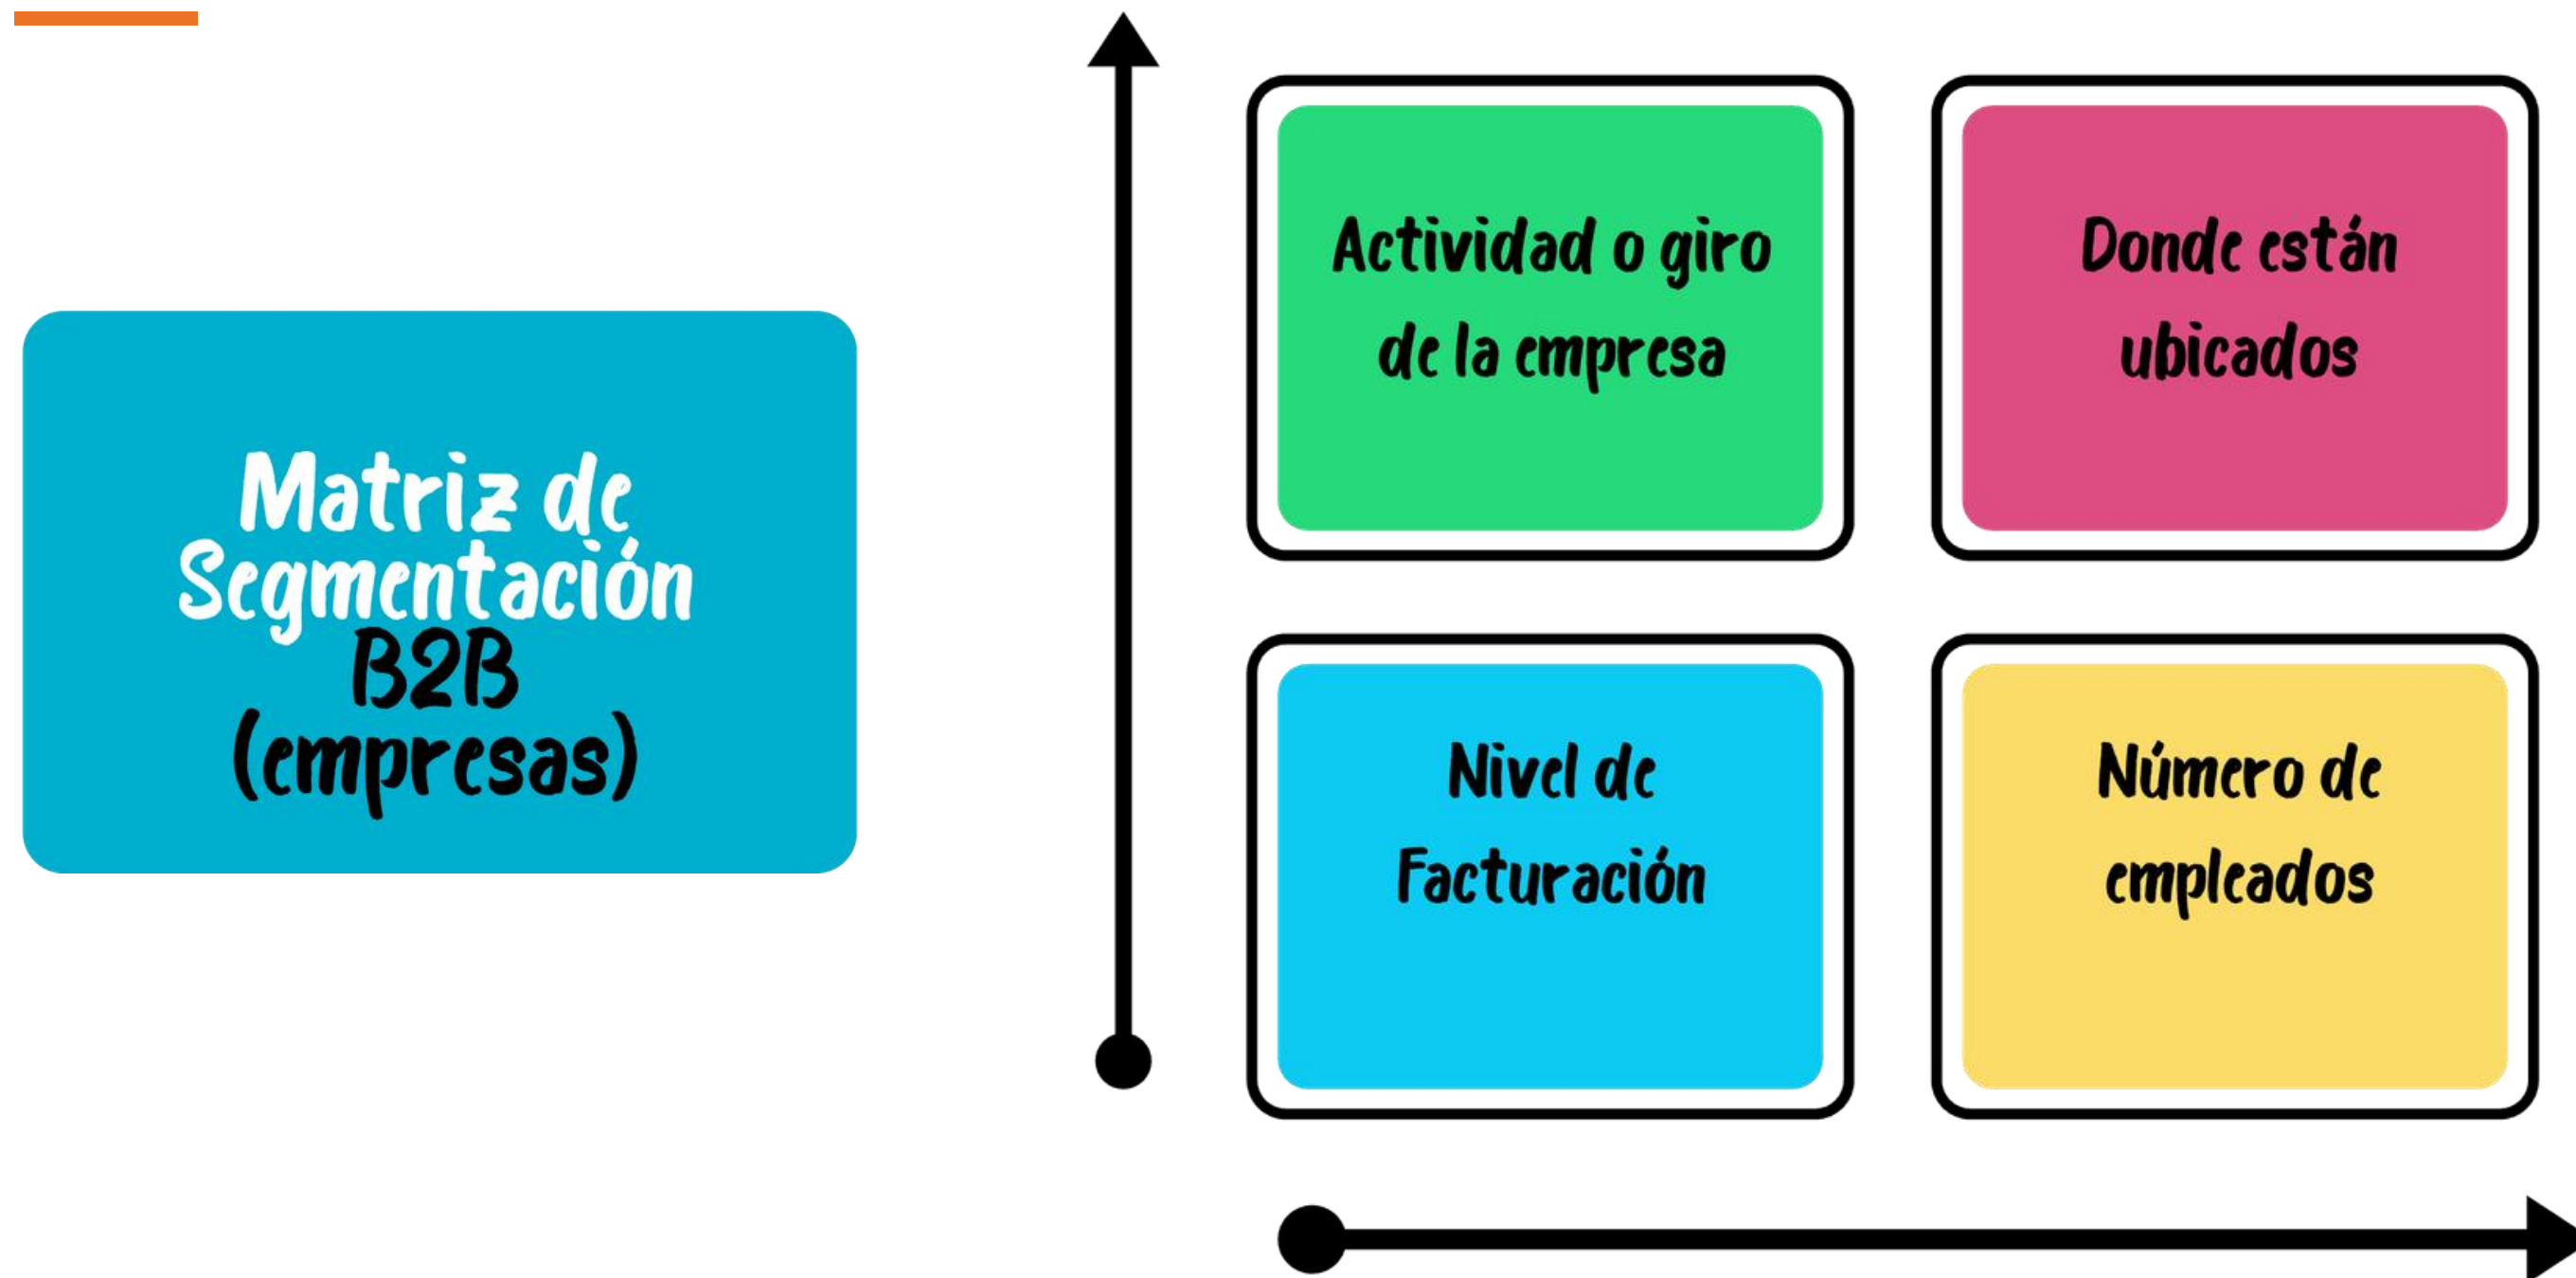 Matriz de
Segmentación
B2B
(empresas)
Actividad o giro
de la empresa
Donde están
ubicados
Nivel de
Facturación
Número de
empleados